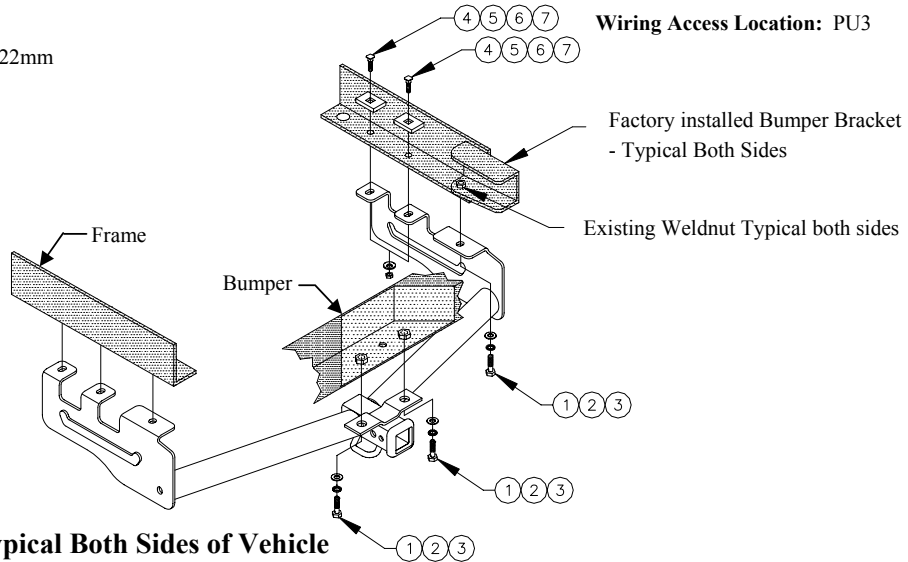 4 5 6 7
Wiring Access Location: PU3
4 5 6 7
22mm
Factory installed Bumper Bracket
- Typical Both Sides
Existing Weldnut Typical both sides
Frame
Bumper
1 2 3
1 2 3
1 2 3
ypical Both Sides of Vehicle